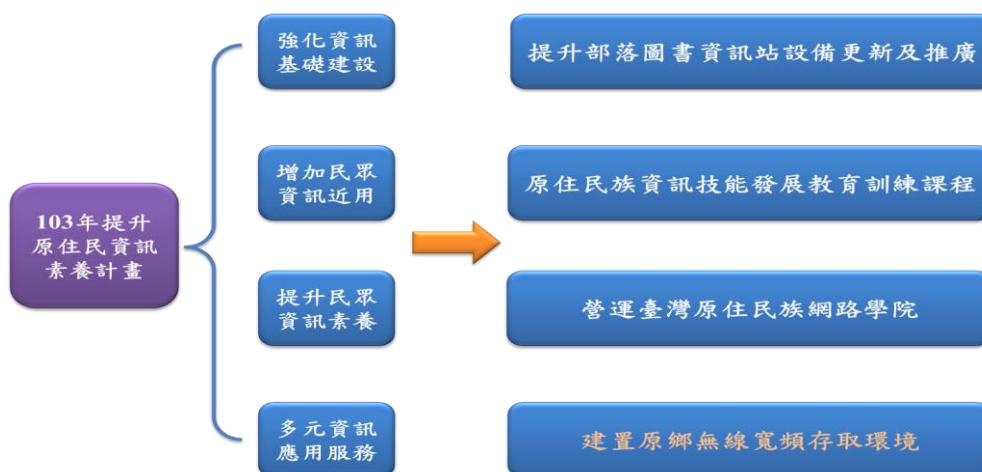 103年提升
原住民資訊
素養計畫
強化資訊
基礎建設
提升部落圖書資訊站設備更新及推廣
增加民眾
資訊近用
原住民族資訊技能發展教育訓練課程
提升民眾
資訊素養
營運臺灣原住民族網路學院
多元資訊
應用服務
建置原鄉無線寬頻存取環境